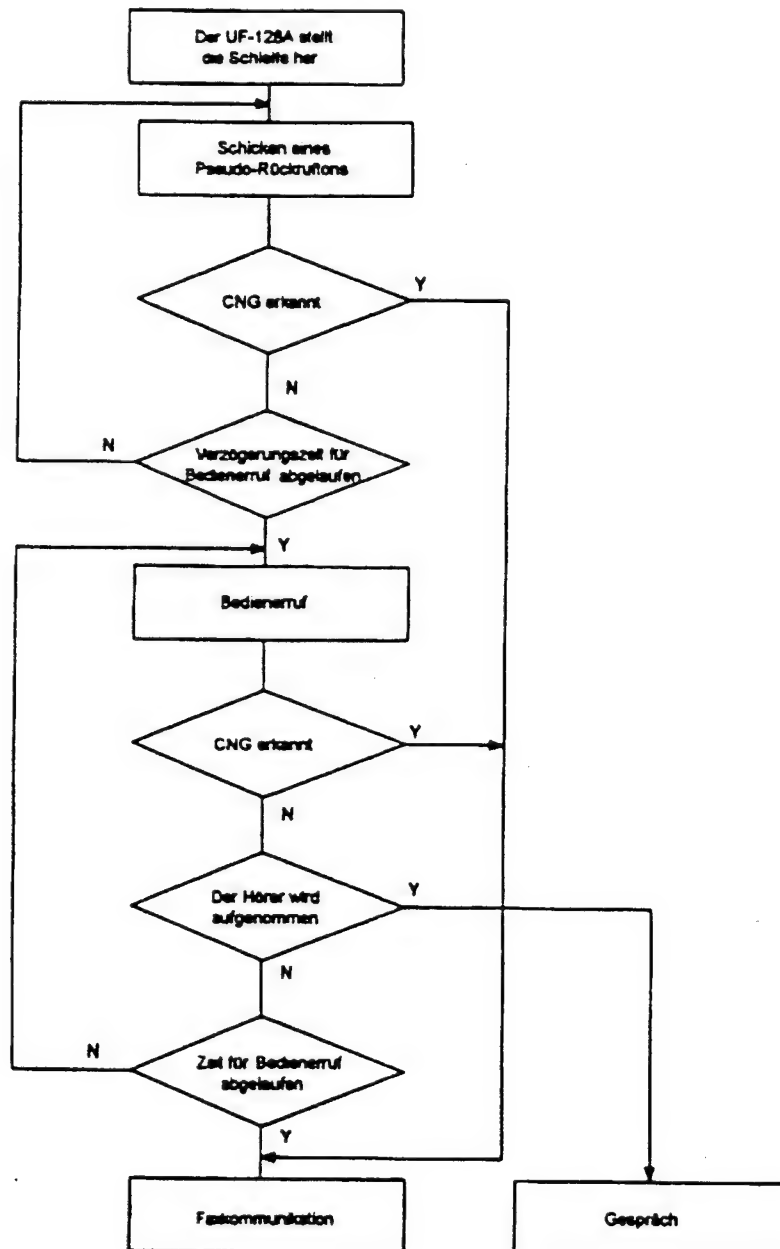 Der UF-128A stellt
die Schleife her
Schicken eines
Pseudo-Rückruftons
CNG erkannt
Y
N
Verzögerungszeit für
Bedienerruf abgelaufen
N
Y
Bedienerruf
CNG erkannt
Y
N
Der Hörer wird
aufgenommen
Y
N
Zeit für Bedienerruf
abgelaufen
N
Y
Faxkommunikation
Gespräch